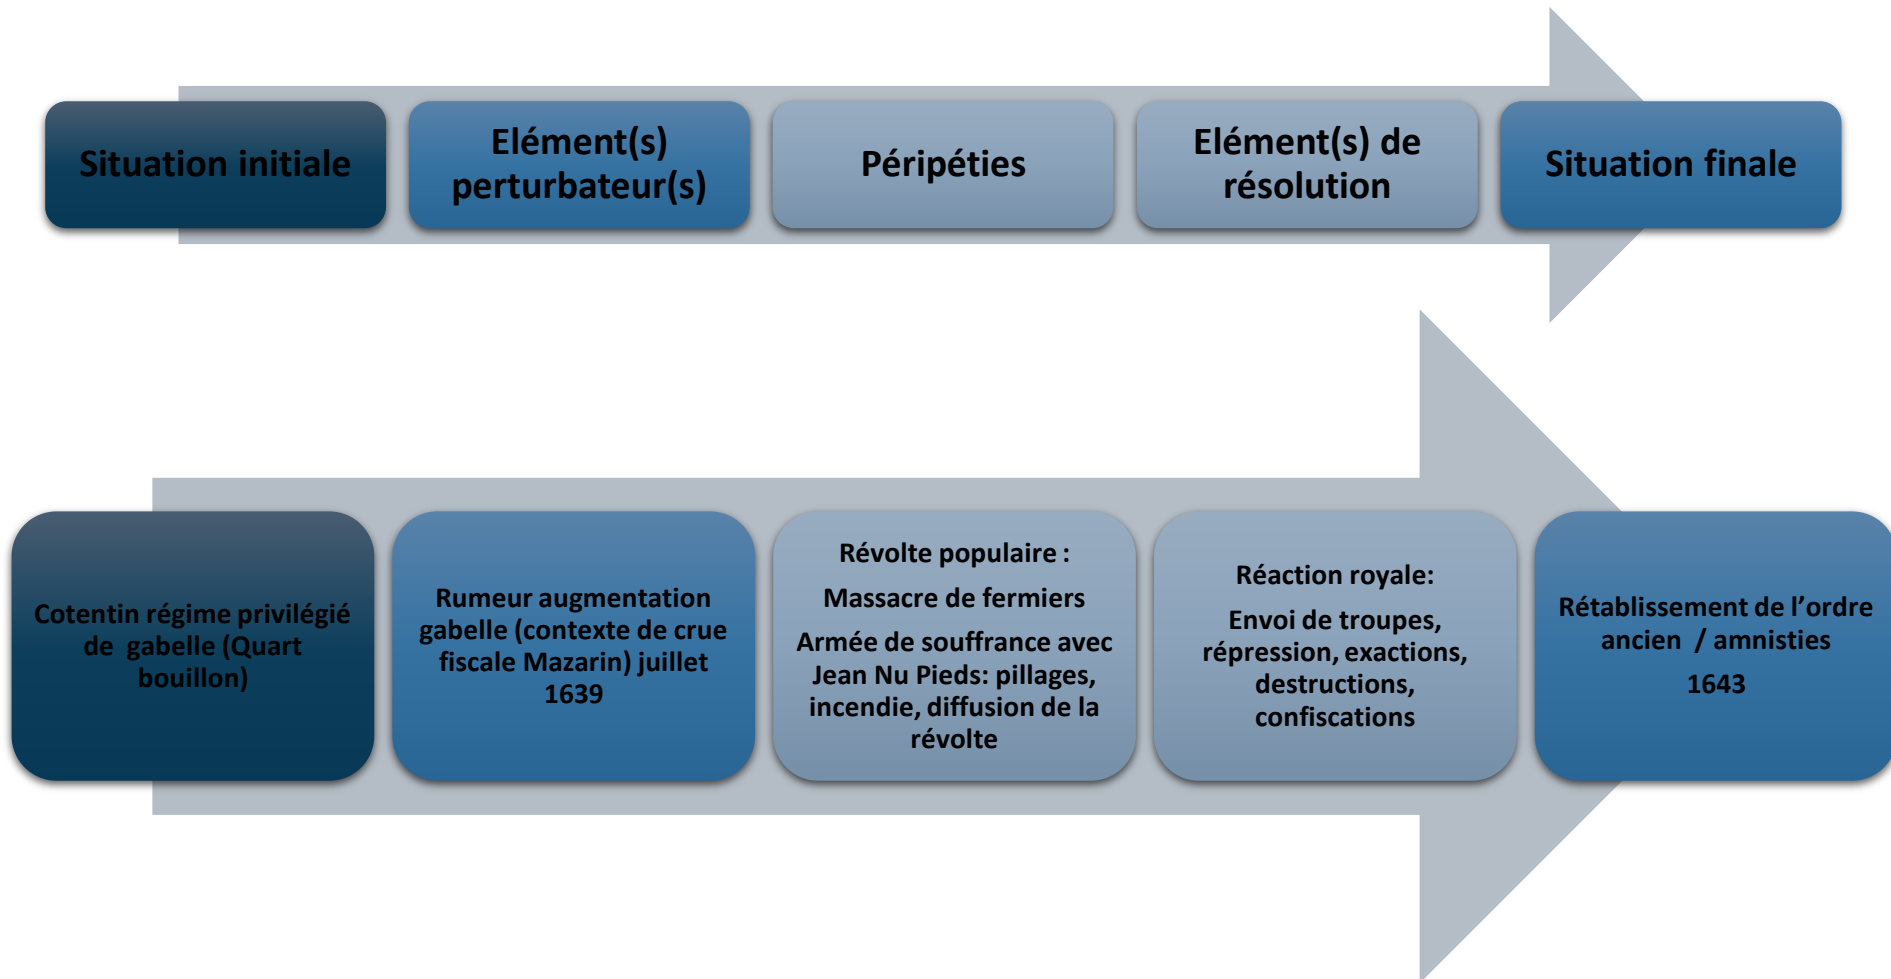 Situation initiale
Elément(s)
perturbateur(s)
Péripéties
Elément(s) de
résolution
Situation finale
Cotentin régime privilégié
de gabelle (Quart
bouillon)
Rumeur augmentation
gabelle (contexte de crue
fiscale Mazarin) juillet
1639
Révolte populaire :
Massacre de fermiers
Armée de souffrance avec
Jean Nu Pieds: pillages,
incendie, diffusion de la
révolte
Réaction royale:
Envoi de troupes,
répression, exactions,
destructions,
confiscations
Rétablissement de l’ordre
ancien / amnisties
1643